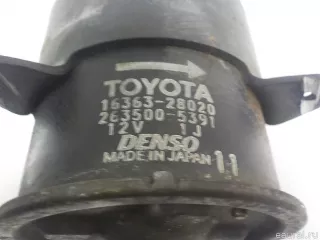 TOYOTA
16363-28020
263500-5391
12V 1J
DENSO
MADE IN JAPAN 11